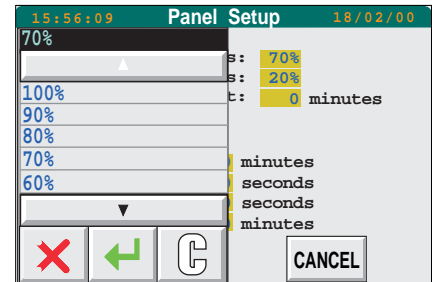 15:56:09 Panel Setup 18/02/00
70%
s: 70%
s: 20%
100%
t: 0 minutes
90%
80%
70%
minutes
60%
seconds
seconds
minutes
C
CANCEL